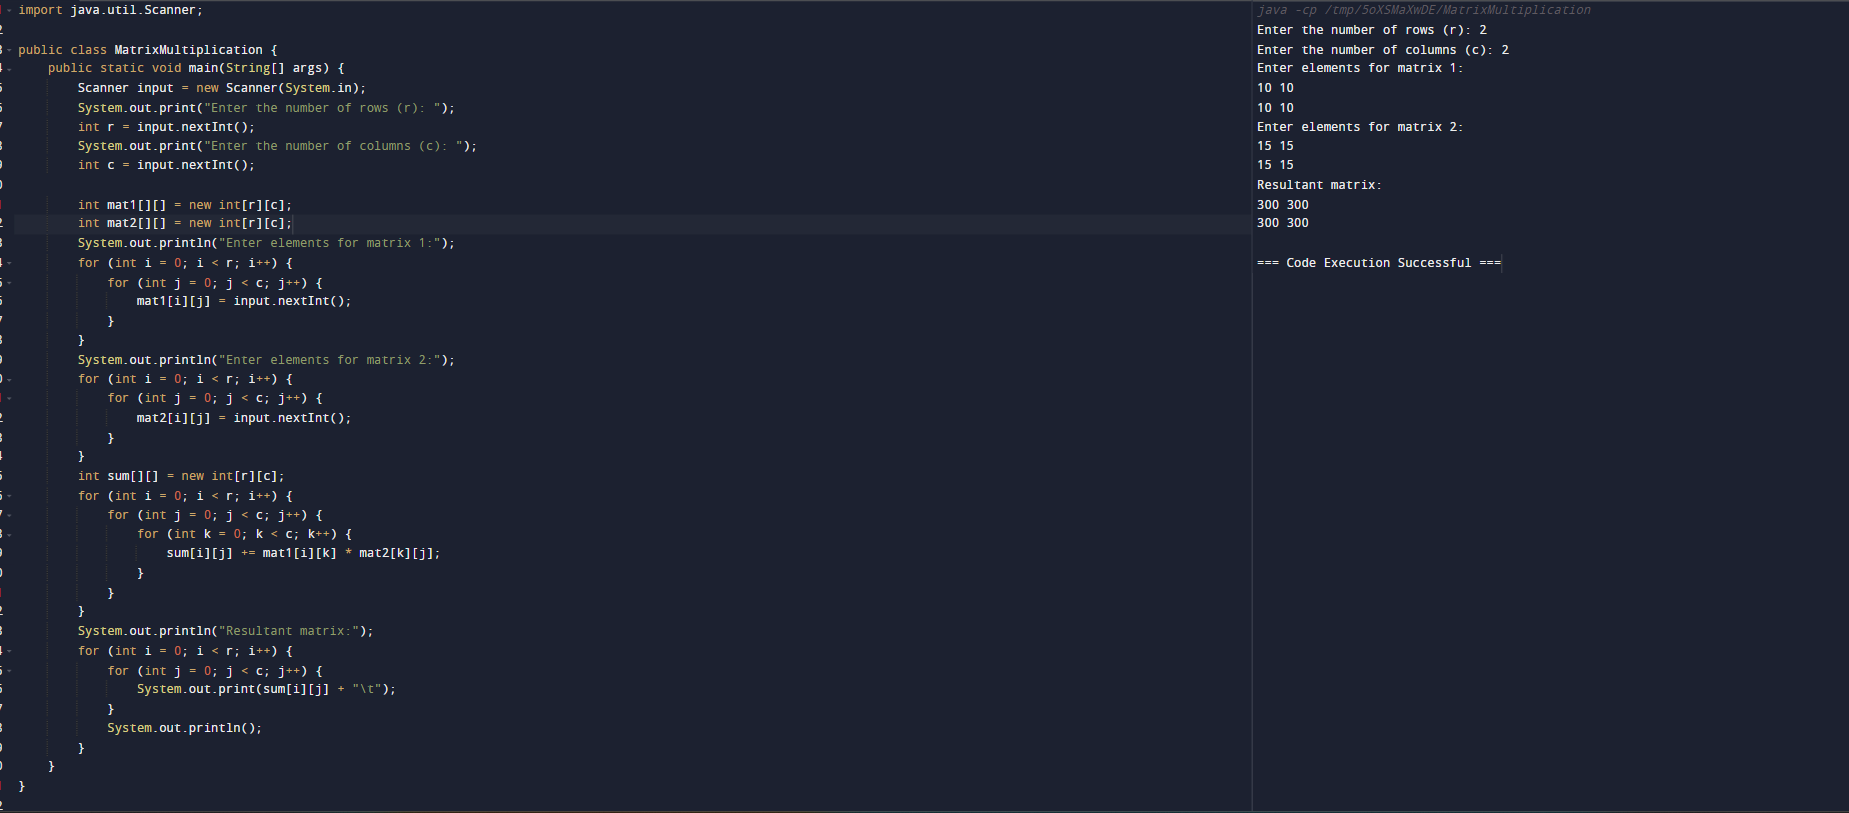 import java.util.Scanner;
public class MatrixMultiplication {
public static void main(String[] args) {
Scanner input = new Scanner(System.in);
System.out.print("Enter the number of rows (r): ");
int r = input.nextInt();
System.out.print("Enter the number of columns (c): ");
int c = input.nextInt();
int mat1[][] = new int[r][c];
int mat2[][] = new int[r][c];
System.out.println("Enter elements for matrix 1:");
for (int i = 0; i < r; i++) {
for (int j = 0; j < c; j++) {
mat1[i][j] = input.nextInt();
}
}
System.out.println("Enter elements for matrix 2:");
for (int i = 0; i < r; i++) {
for (int j = 0; j < c; j++) {
mat2[i][j] = input.nextInt();
}
}
int sum[][] = new int[r][c];
for (int i = 0; i < r; i++) {
for (int j = 0; j < c; j++) {
for (int k = 0; k < c; k++) {
sum[i][j] += mat1[i][k] * mat2[k][j];
}
}
}
System.out.println("Resultant matrix:");
for (int i = 0; i < r; i++) {
for (int j = 0; j < c; j++) {
System.out.print(sum[i][j] + "\t");
}
System.out.println();
}
}
}
java -cp /tmp/5oXSMaXwDE/MatrixMultiplication
Enter the number of rows (r): 2
Enter the number of columns (c): 2
Enter elements for matrix 1:
10 10
10 10
Enter elements for matrix 2:
15 15
15 15
Resultant matrix:
300 300
300 300
=== Code Execution Successful ===